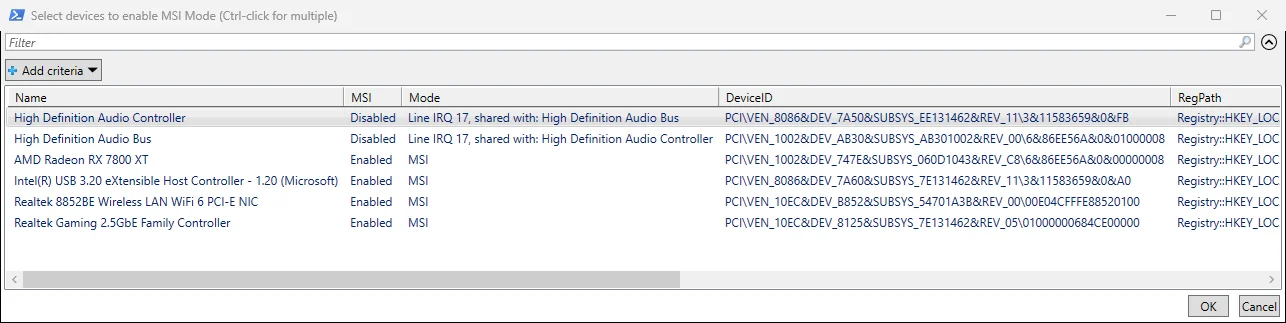 Select devices to enable MSI Mode (Ctrl-click for multiple)
Filter
Add criteria
Name MSI Mode DeviceID RegPath
High Definition Audio Controller Disabled Line IRQ 17, shared with: High Definition Audio Bus PCI\VEN_8086&DEV_7A50&SUBSYS_EE131462&REV_11\3&11583659&0&FB Registry::HKEY_LOC
High Definition Audio Bus Disabled Line IRQ 17, shared with: High Definition Audio Controller PCI\VEN_1002&DEV_AB30&SUBSYS_AB301002&REV_00\6&86EE56A&0&01000008 Registry::HKEY_LOC
AMD Radeon RX 7800 XT Enabled MSI PCI\VEN_1002&DEV_747E&SUBSYS_060D1043&REV_C8\6&86EE56A&0&00000008 Registry::HKEY_LOC
Intel(R) USB 3.20 eXtensible Host Controller - 1.20 (Microsoft) Enabled MSI PCI\VEN_8086&DEV_7A60&SUBSYS_7E131462&REV_11\3&11583659&0&A0 Registry::HKEY_LOC
Realtek 8852BE Wireless LAN WiFi 6 PCI-E NIC Enabled MSI PCI\VEN_10EC&DEV_B852&SUBSYS_54701A3B&REV_00\00E04CFFFE88520100 Registry::HKEY_LOC
Realtek Gaming 2.5GbE Family Controller Enabled MSI PCI\VEN_10EC&DEV_8125&SUBSYS_7E131462&REV_05\01000000684CE00000 Registry::HKEY_LOC
OK Cancel